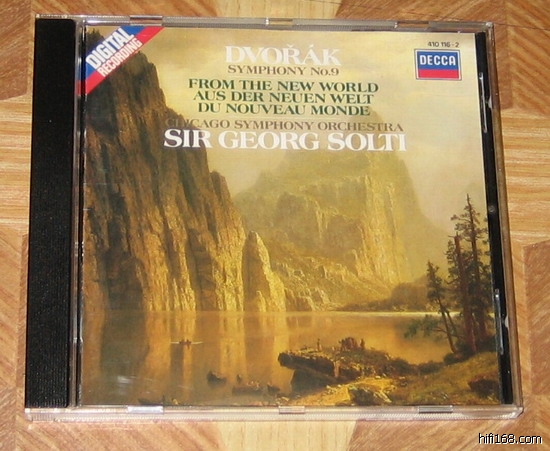 DIGITAL
RECORDING
410 116-2
DECCA
DVOŘÁK
SYMPHONY No.9
FROM THE NEW WORLD
AUS DER NEUEN WELT
DU NOUVEAU MONDE
CHICAGO SYMPHONY ORCHESTRA
SIR GEORG SOLTI
hifi168.com